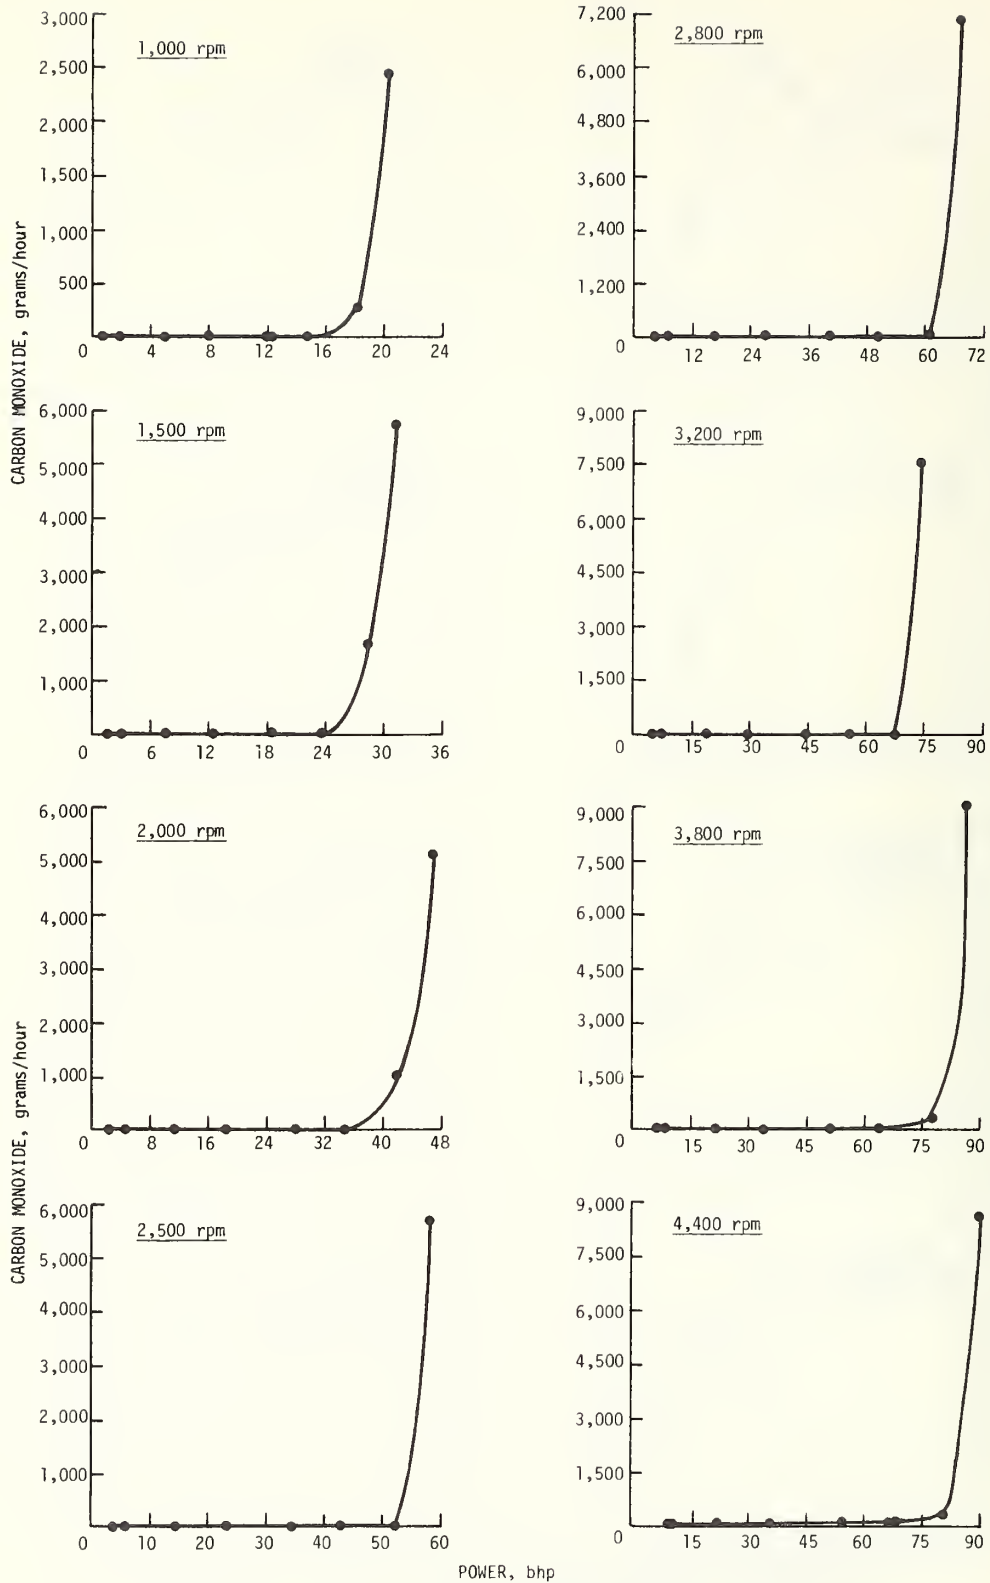 CARBON MONOXIDE, grams/hour
1,000 rpm
3,000
2,500
2,000
1,500
1,000
500
0 4 8 12 16 20 24
1,500 rpm
6,000
5,000
4,000
3,000
2,000
1,000
0 6 12 18 24 30 36
CARBON MONOXIDE, grams/hour
2,000 rpm
6,000
5,000
4,000
3,000
2,000
1,000
0 8 16 24 32 40 48
2,500 rpm
6,000
5,000
4,000
3,000
2,000
1,000
0 10 20 30 40 50 60
2,800 rpm
7,200
6,000
4,800
3,600
2,400
1,200
0 12 24 36 48 60 72
3,200 rpm
9,000
7,500
6,000
4,500
3,000
1,500
0 15 30 45 60 75 90
3,800 rpm
9,000
7,500
6,000
4,500
3,000
1,500
0 15 30 45 60 75 90
4,400 rpm
9,000
7,500
6,000
4,500
3,000
1,500
0 15 30 45 60 75 90
POWER, bhp